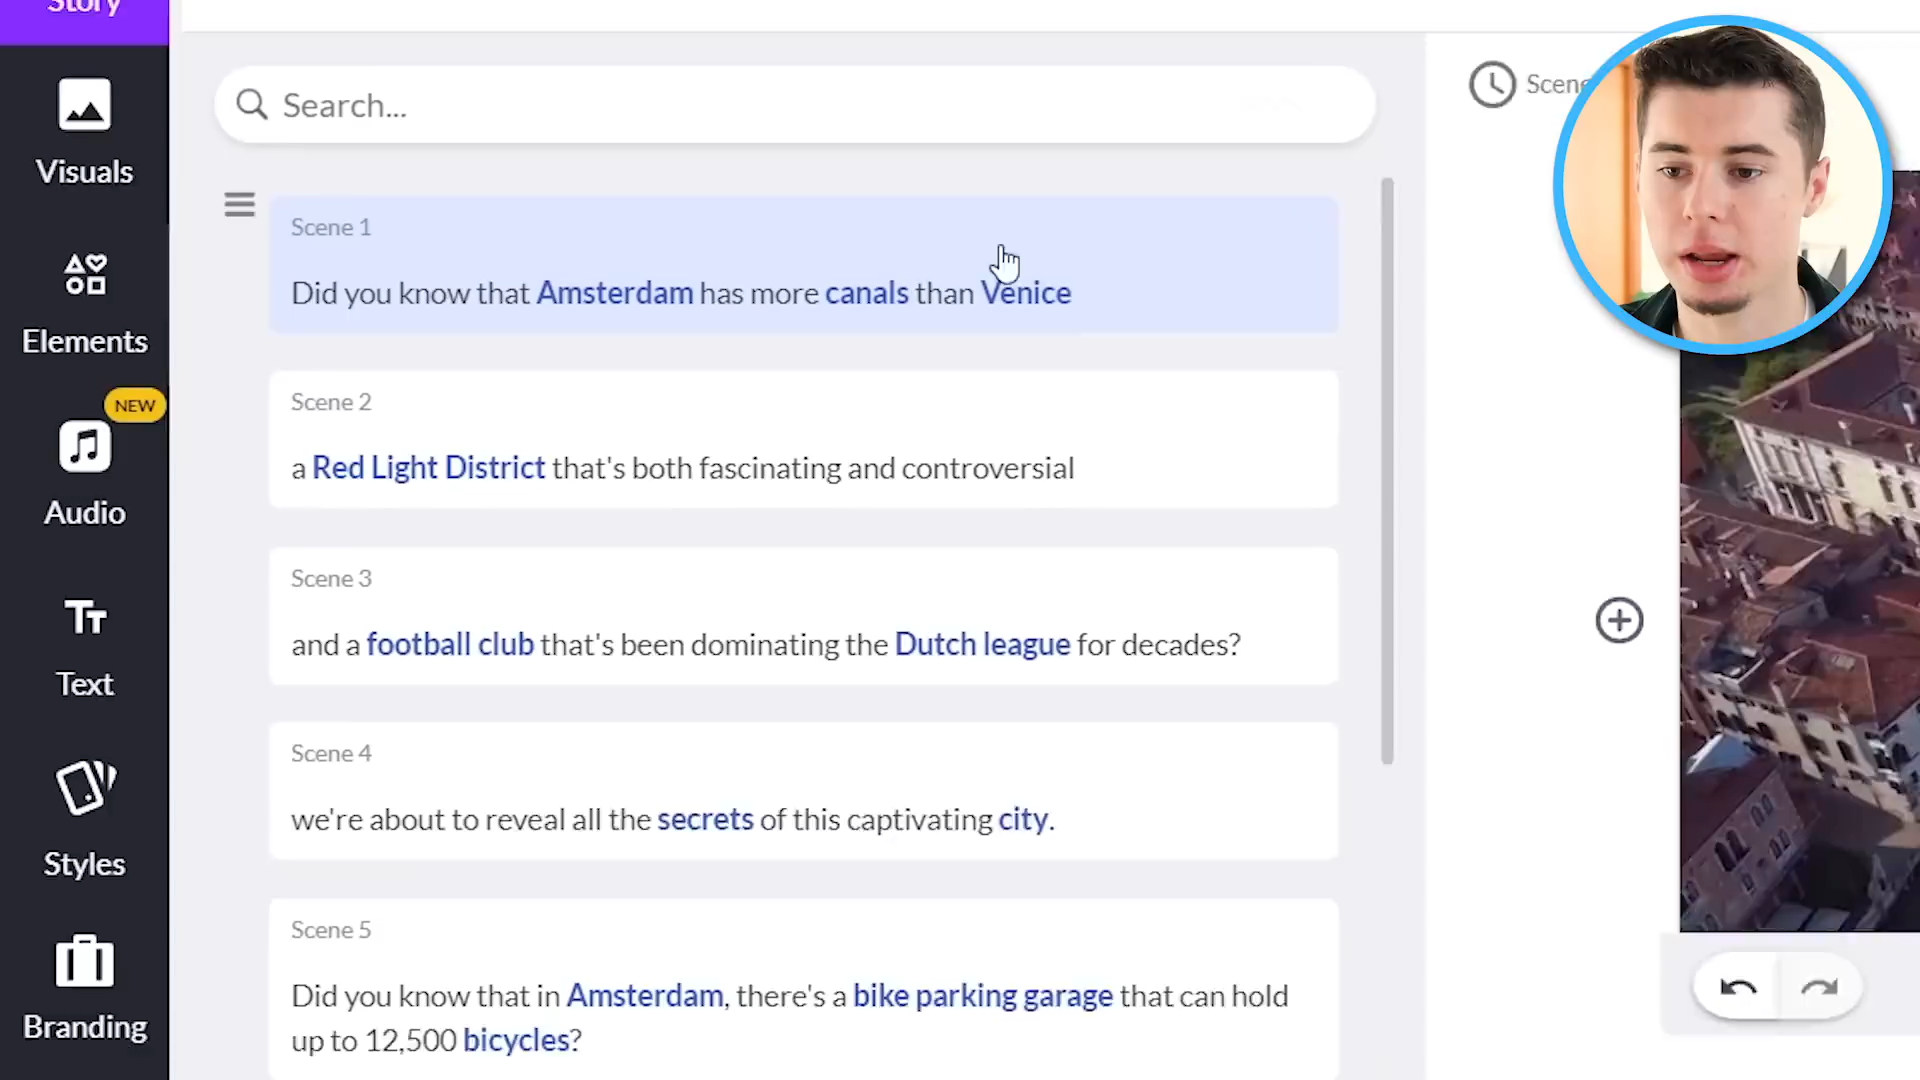 Story
Visuals
Elements
NEW
Audio
Text
Styles
Branding
Search...
Scene 1
Did you know that Amsterdam has more canals than Venice
Scene 2
a Red Light District that's both fascinating and controversial
Scene 3
and a football club that's been dominating the Dutch league for decades?
Scene 4
we're about to reveal all the secrets of this captivating city.
Scene 5
Did you know that in Amsterdam, there's a bike parking garage that can hold
up to 12,500 bicycles?
Scene